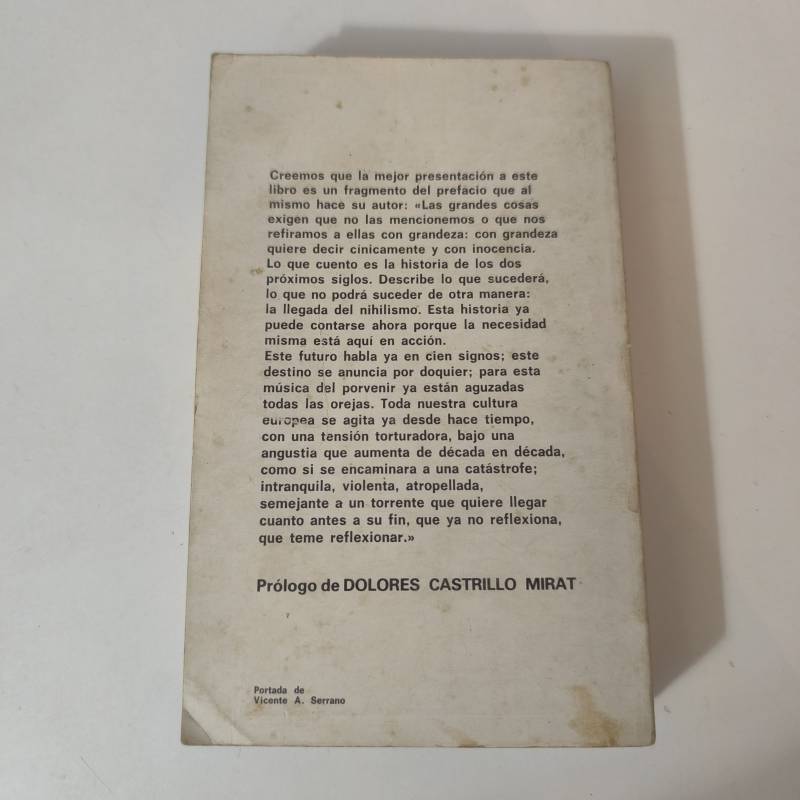 Creemos que la mejor presentación a este
libro es un fragmento del prefacio que al
mismo hace su autor: «Las grandes cosas
exigen que no las mencionemos o que nos
refiramos a ellas con grandeza: con grandeza
quiere decir cínicamente y con inocencia.
Lo que cuento es la historia de los dos
próximos siglos. Describe lo que sucederá,
lo que no podrá suceder de otra manera:
la llegada del nihilismo. Esta historia ya
puede contarse ahora porque la necesidad
misma está aquí en acción.
Este futuro habla ya en cien signos; este
destino se anuncia por doquier; para esta
música del porvenir ya están aguzadas
todas las orejas. Toda nuestra cultura
europea se agita ya desde hace tiempo,
con una tensión torturadora, bajo una
angustia que aumenta de década en década,
como si se encaminara a una catástrofe;
intranquila, violenta, atropellada,
semejante a un torrente que quiere llegar
cuanto antes a su fin, que ya no reflexiona,
que teme reflexionar.»
Prólogo de DOLORES CASTRILLO MIRAT
Portada de
Vicente A. Serrano